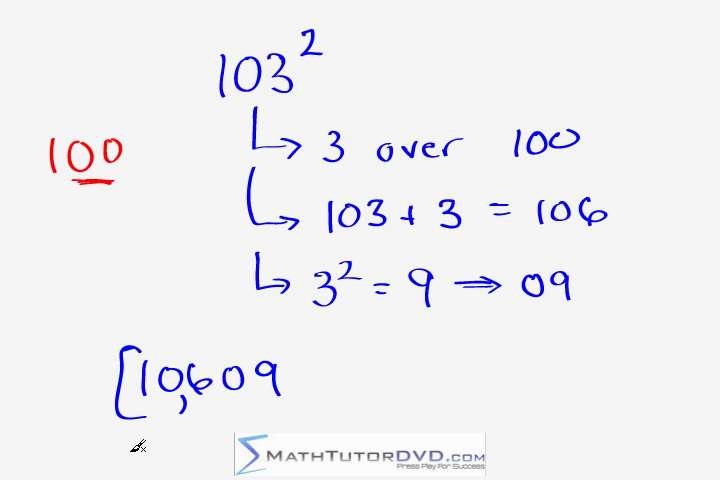 103²
100
↳ 3 over 100
↳ 103 + 3 = 106
↳ 3² = 9 ⇒ 09
[10,609
MATHTUTORDVD.COM
Press Play For Success